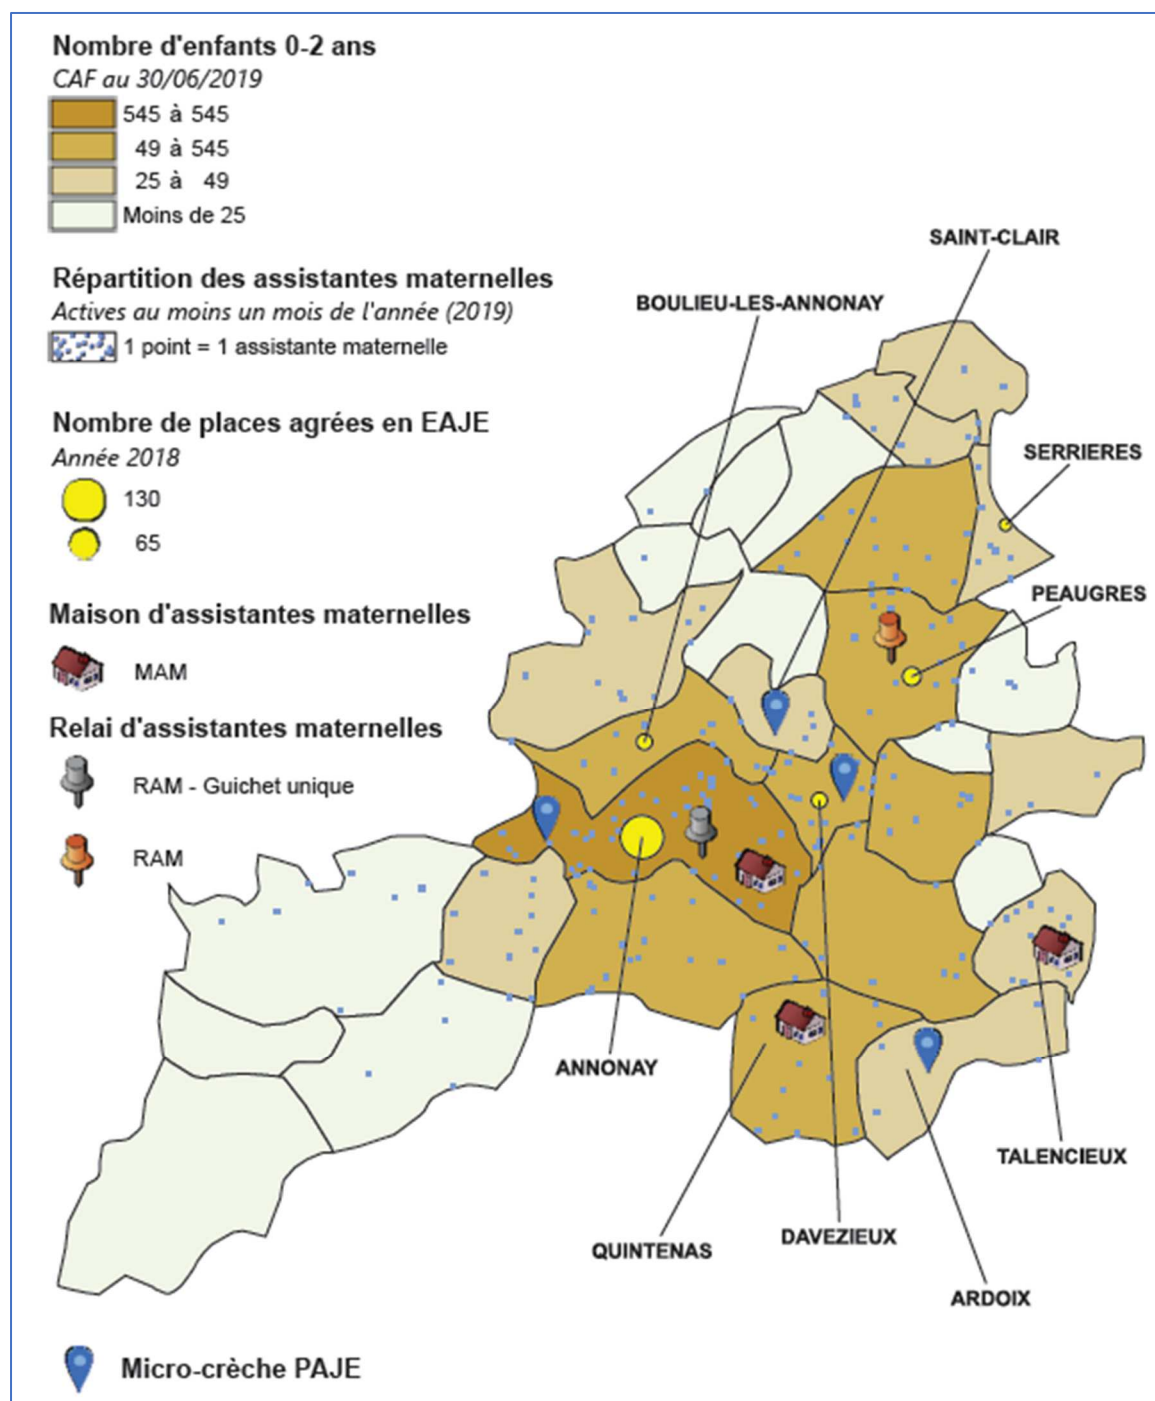 Nombre d'enfants 0-2 ans
CAF au 30/06/2019
545 à 545
49 à 545
25 à 49
Moins de 25
Répartition des assistantes maternelles
Actives au moins un mois de l'année (2019)
1 point = 1 assistante maternelle
Nombre de places agrées en EAJE
Année 2018
130
65
Maison d'assistantes maternelles
MAM
Relai d'assistantes maternelles
RAM - Guichet unique
RAM
SAINT-CLAIR
BOULIEU-LES-ANNONAY
SERRIERES
PEAUGRES
ANNONAY
TALENCIEUX
DAVEZIEUX
QUINTENAS
ARDOIX
Micro-crèche PAJE